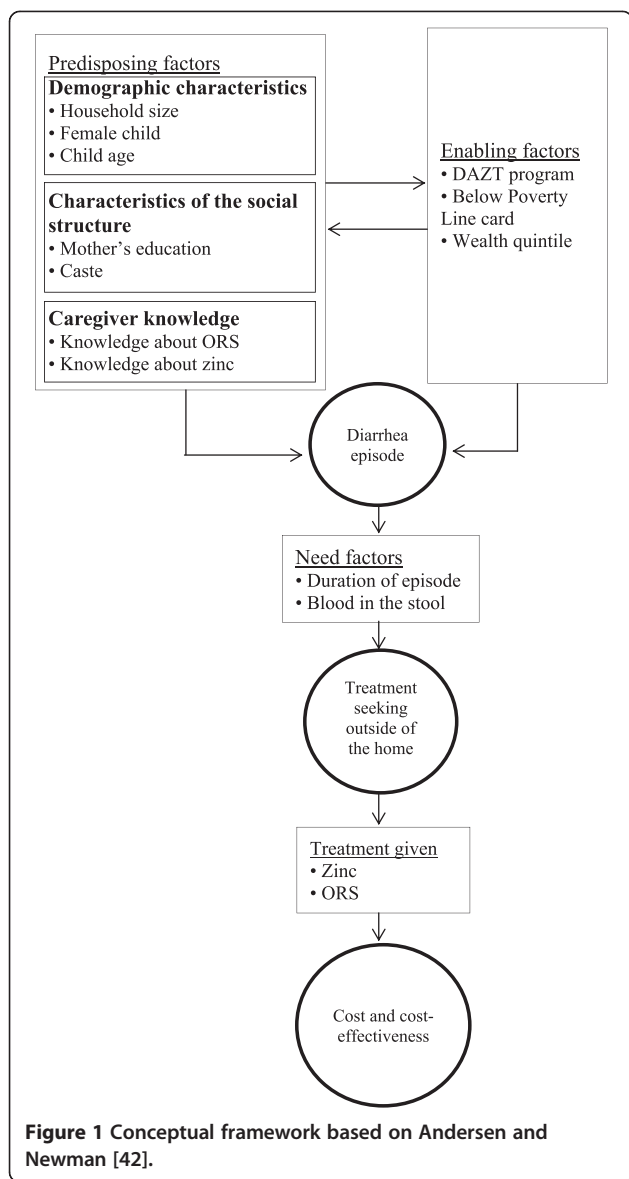 Predisposing factors
Demographic characteristics
• Household size
• Female child
• Child age
Characteristics of the social
structure
• Mother's education
• Caste
Caregiver knowledge
• Knowledge about ORS
• Knowledge about zinc
Enabling factors
• DAZT program
• Below Poverty
Line card
• Wealth quintile
Diarrhea
episode
Need factors
• Duration of episode
• Blood in the stool
Treatment
seeking
outside of
the home
Treatment given
• Zinc
• ORS
Cost and cost-
effectiveness
Figure 1 Conceptual framework based on Andersen and
Newman [42].